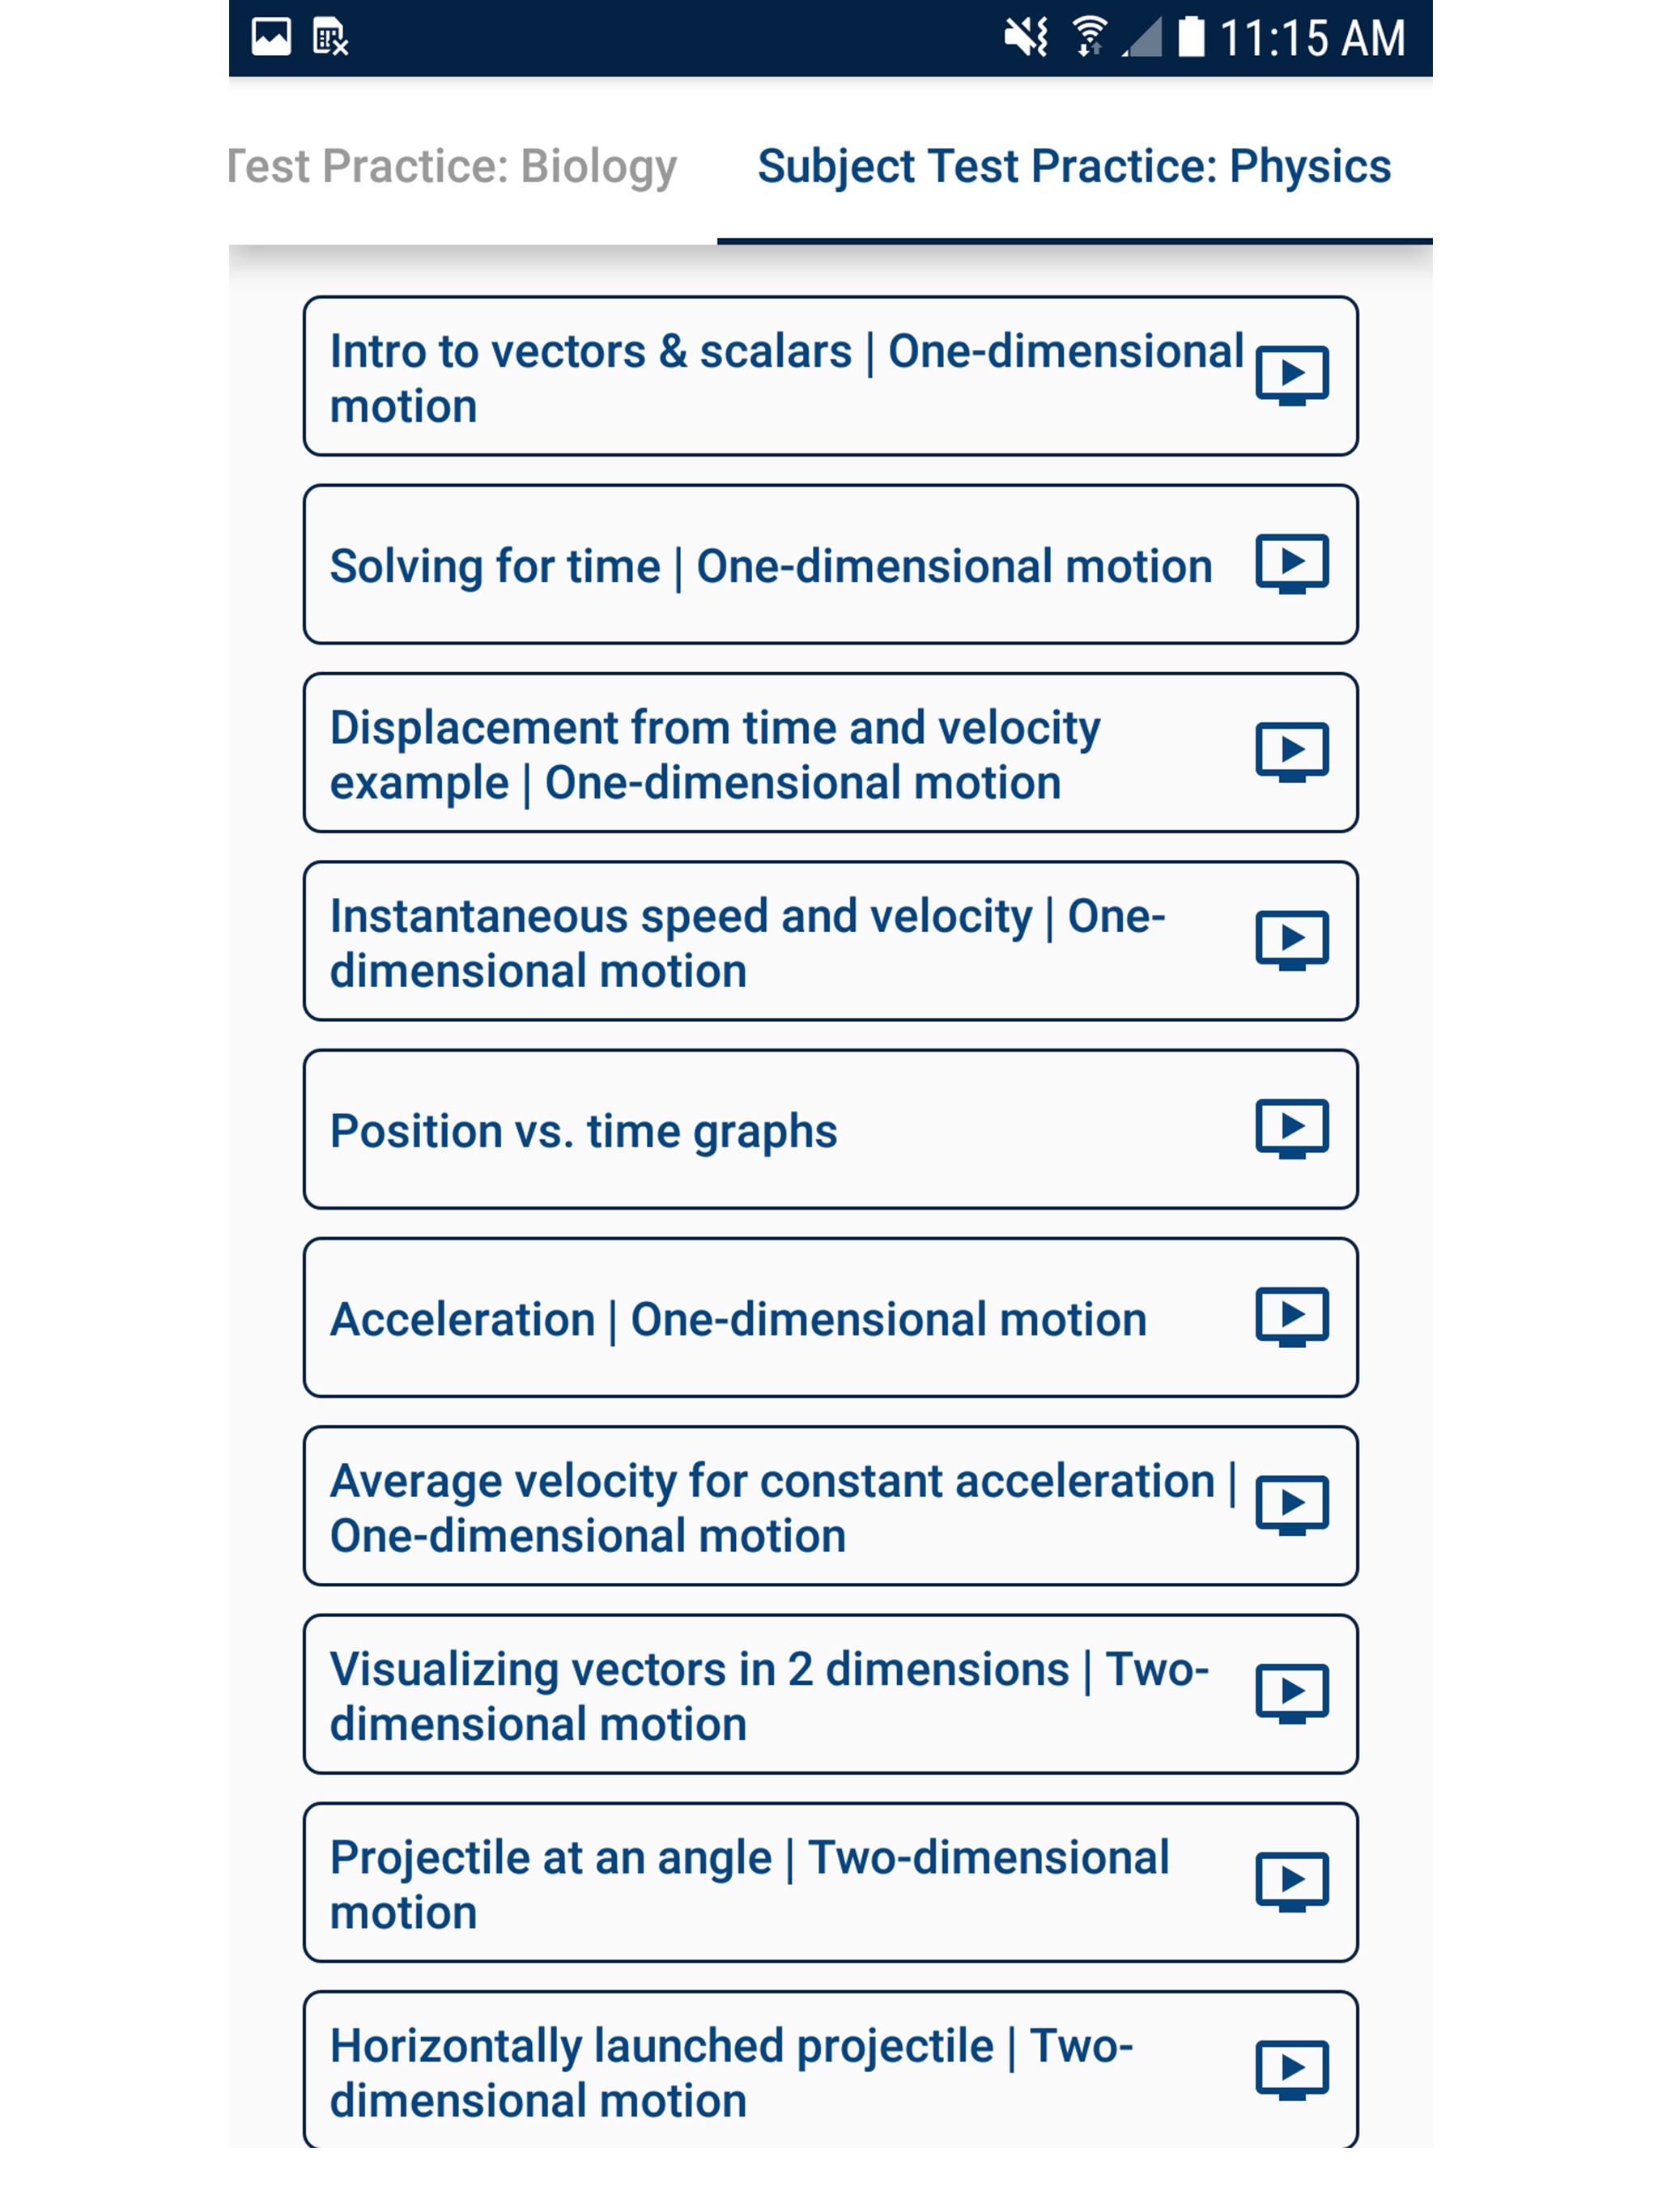 11:15 AM
Test Practice: Biology
Subject Test Practice: Physics
Intro to vectors & scalars | One-dimensional
motion
Solving for time | One-dimensional motion
Displacement from time and velocity
example | One-dimensional motion
Instantaneous speed and velocity | One-
dimensional motion
Position vs. time graphs
Acceleration | One-dimensional motion
Average velocity for constant acceleration |
One-dimensional motion
Visualizing vectors in 2 dimensions | Two-
dimensional motion
Projectile at an angle | Two-dimensional
motion
Horizontally launched projectile | Two-
dimensional motion